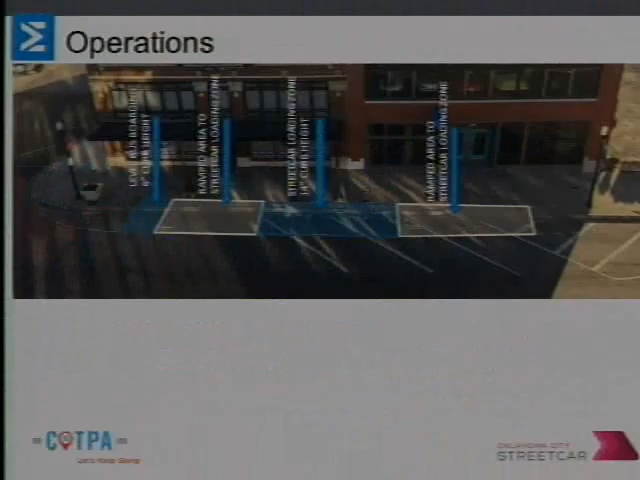 Operations
LEVEL BUS BOARDING
8" CURB HEIGHT
RAMPED AREA TO
STREETCAR LOADING ZONE
STREETCAR LOADING ZONE
14" CURB HEIGHT
RAMPED AREA TO
STREETCAR LOADING ZONE
COTPA
Let's Keep Going
OKLAHOMA CITY
STREETCAR